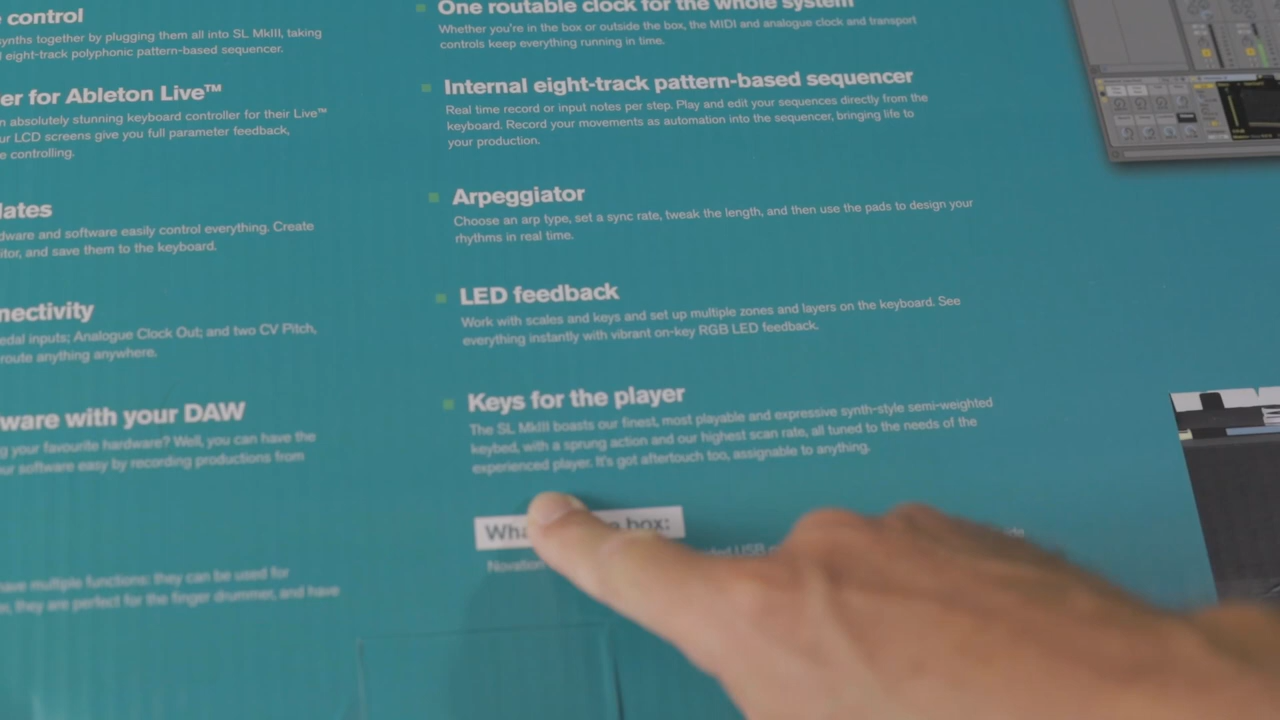 control
synths together by plugging them all into SL MkIII, taking
eight-track polyphonic pattern-based sequencer.
er for Ableton Live™
n absolutely stunning keyboard controller for their Live™
ur LCD screens give you full parameter feedback,
e controlling.
lates
dware and software easily control everything. Create
itor, and save them to the keyboard.
nectivity
edal inputs; Analogue Clock Out; and two CV Pitch,
route anything anywhere.
ware with your DAW
g your favourite hardware? Well, you can have the
ur software easy by recording productions from
have multiple functions: they can be used for
er, they are perfect for the finger drummer, and have
One routable clock for the whole system
Whether you're in the box or outside the box, the MIDI and analogue clock and transport
controls keep everything running in time.
Internal eight-track pattern-based sequencer
Real time record or input notes per step. Play and edit your sequences directly from the
keyboard. Record your movements as automation into the sequencer, bringing life to
your production.
Arpeggiator
Choose an arp type, set a sync rate, tweak the length, and then use the pads to design your
rhythms in real time.
LED feedback
Work with scales and keys and set up multiple zones and layers on the keyboard. See
everything instantly with vibrant on-key RGB LED feedback.
Keys for the player
The SL MkIII boasts our finest, most playable and expressive synth-style semi-weighted
keybed, with a sprung action and our highest scan rate, all tuned to the needs of the
experienced player. It's got aftertouch too, assignable to anything.
Wha box:
Novation USB